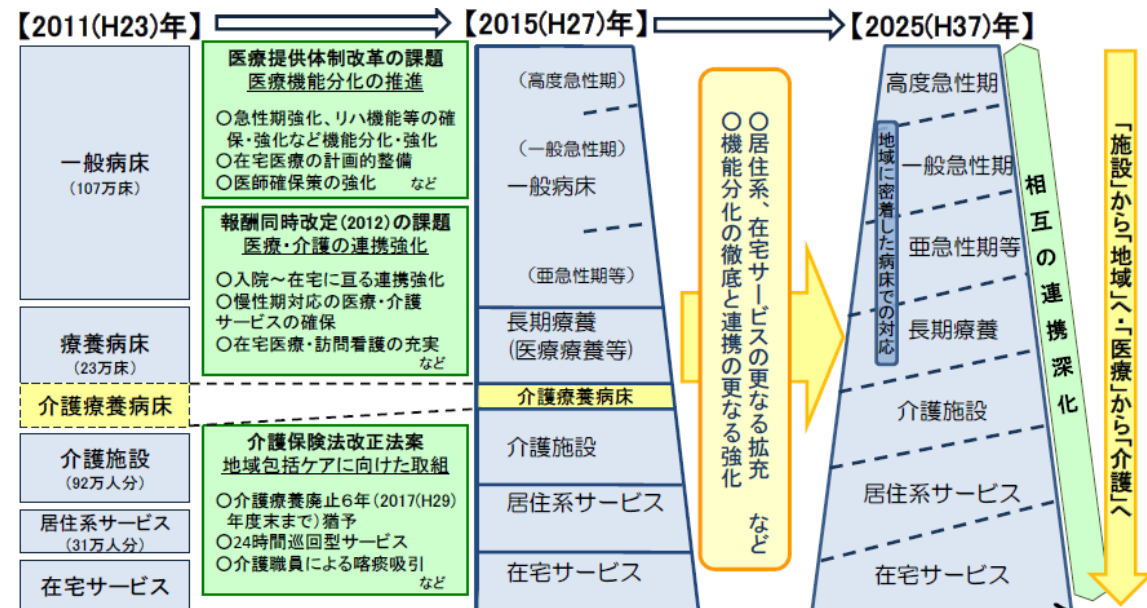 【2011(H23)年】
【2015(H27)年】
【2025(H37)年】
一般病床
(107万床)
療養病床
(23万床)
介護療養病床
介護施設
(92万人分)
居住系サービス
(31万人分)
在宅サービス
医療提供体制改革の課題
医療機能分化の推進
○急性期強化、リハ機能等の確
保・強化など機能分化・強化
○在宅医療の計画的整備
○医師確保策の強化 など
報酬同時改定(2012)の課題
医療・介護の連携強化
○入院～在宅に亘る連携強化
○慢性期対応の医療・介護
サービスの確保
○在宅医療・訪問看護の充実
など
介護保険法改正法案
地域包括ケアに向けた取組
○介護療養廃止6年(2017(H29)
年度末まで)猶予
○24時間巡回型サービス
○介護職員による喀痰吸引
など
(高度急性期)
(一般急性期)
一般病床
(亜急性期等)
長期療養
(医療療養等)
介護療養病床
介護施設
居住系サービス
在宅サービス
○居住系、在宅サービスの更なる拡充
○機能分化の徹底と連携の更なる強化
など
高度急性期
一般急性期
亜急性期等
長期療養
介護施設
居住系サービス
在宅サービス
地域に密着した病床での対応
相互の連携深化
「施設」から「地域」へ・「医療」から「介護」へ